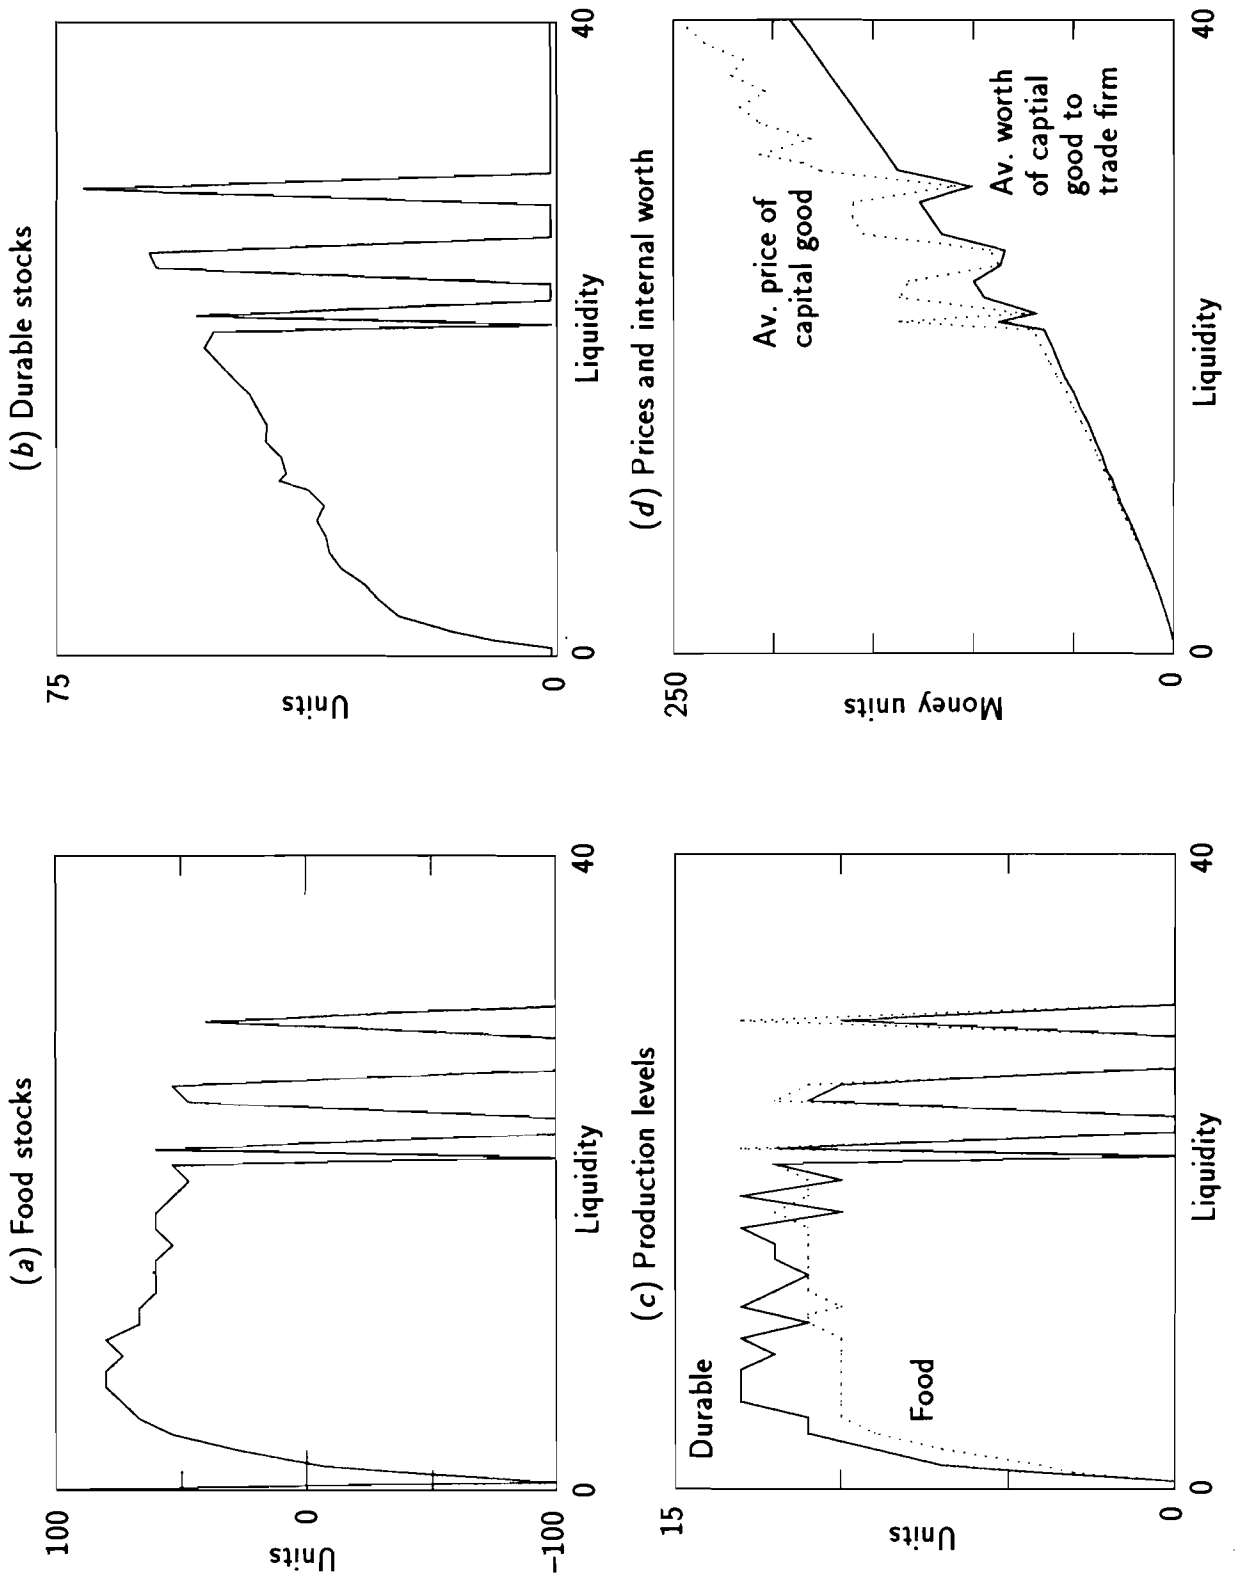 (a) Food stocks
100
0
-100
Units
0
40
Liquidity
(b) Durable stocks
75
0
Units
0
40
Liquidity
(c) Production levels
15
0
Units
Durable
Food
0
40
Liquidity
(d) Prices and internal worth
250
0
Money units
Av. price of
capital good
Av. worth
of captial
good to
trade firm
0
40
Liquidity